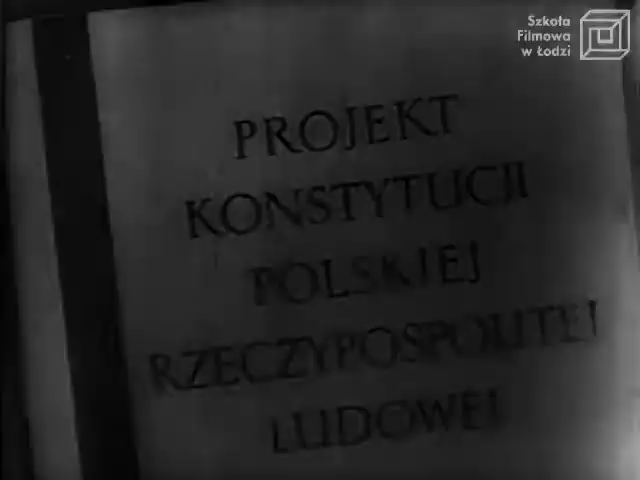 Szkoła
Filmowa
w Łodzi
PROJEKT
KONSTYTUCJI
POLSKIEJ
RZECZYPOSPOLITEJ
LUDOWEJ